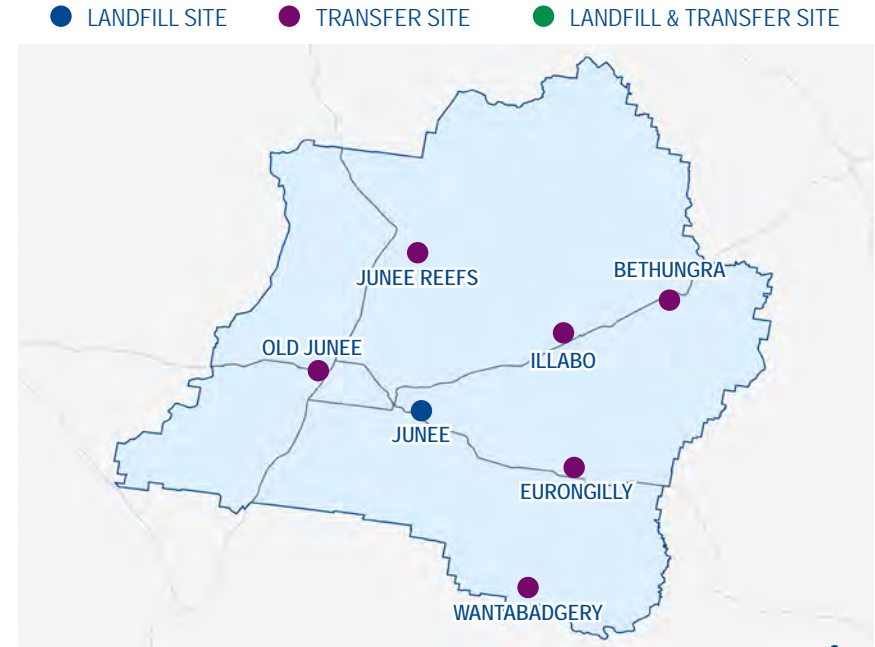 LANDFILL SITE
TRANSFER SITE
LANDFILL & TRANSFER SITE
JUNEE REEFS
BETHUNGRA
OLD JUNEE
ILLABO
JUNEE
EURONGILLY
WANTABADGERY